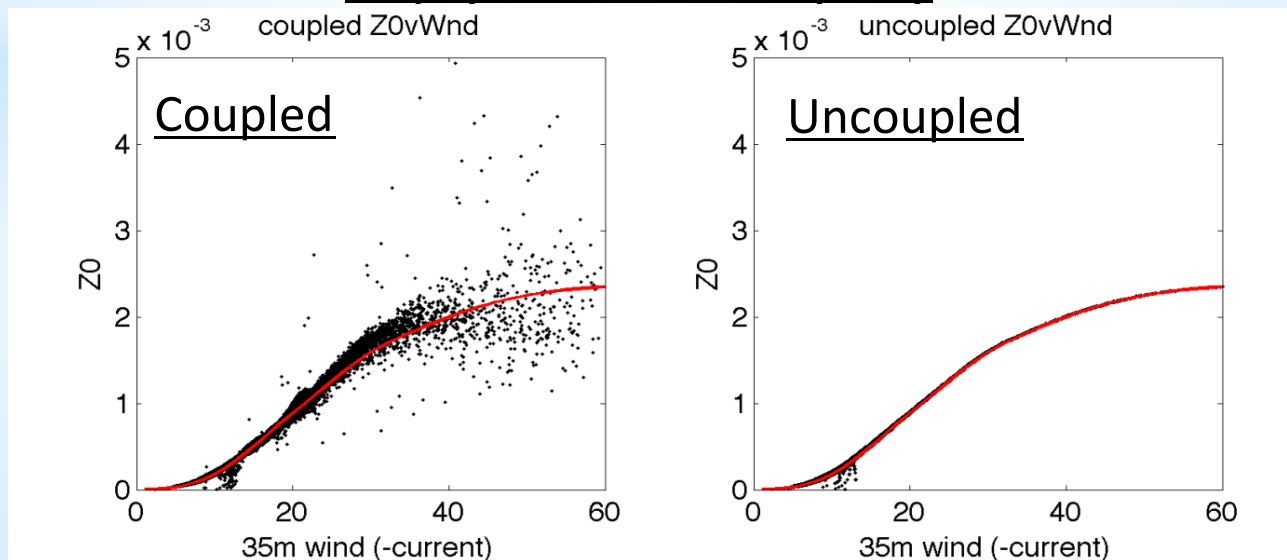 coupled Z0vWnd
5 x 10^-3
Coupled
4
3
Z0
2
1
0
0 20 40 60
35m wind (-current)
uncoupled Z0vWnd
5 x 10^-3
Uncoupled
4
3
Z0
2
1
0
0 20 40 60
35m wind (-current)